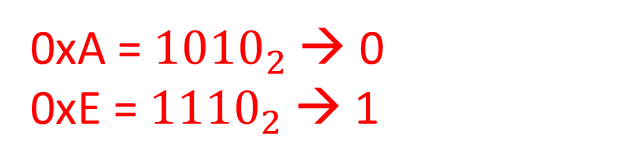 0xA = 1010₂ → 0
0xE = 1110₂ → 1